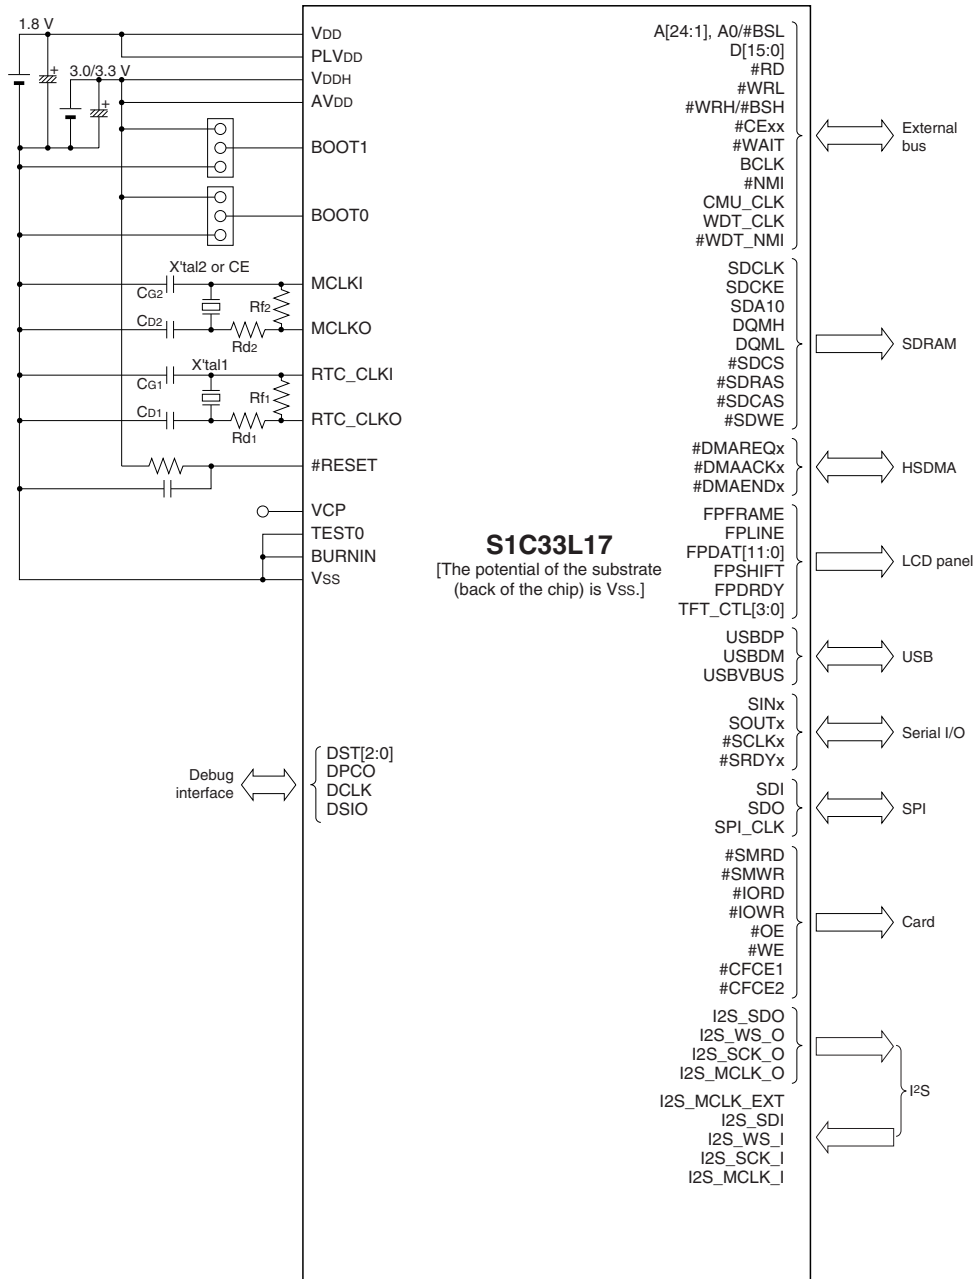 1.8 V
3.0/3.3 V
VDD
PLVDD
VDDH
AVDD
BOOT1
BOOT0
X'tal2 or CE
CG2
Rf2
CD2
Rd2
MCLKI
MCLKO
X'tal1
CG1
Rf1
CD1
Rd1
RTC_CLKI
RTC_CLKO
#RESET
VCP
TEST0
BURNIN
VSS
S1C33L17
[The potential of the substrate
(back of the chip) is VSS.]
Debug
interface
DST[2:0]
DPCO
DCLK
DSIO
A[24:1], A0/#BSL
D[15:0]
#RD
#WRL
#WRH/#BSH
#CExx
#WAIT
BCLK
#NMI
CMU_CLK
WDT_CLK
#WDT_NMI
External
bus
SDCLK
SDCKE
SDA10
DQMH
DQML
#SDCS
#SDRAS
#SDCAS
#SDWE
SDRAM
#DMAREQx
#DMAACKx
#DMAENDx
HSDMA
FPFRAME
FPLINE
FPDAT[11:0]
FPSHIFT
FPDRDY
TFT_CTL[3:0]
LCD panel
USBDP
USBDM
USBVBUS
USB
SINx
SOUTx
#SCLKx
#SRDYx
Serial I/O
SDI
SDO
SPI_CLK
SPI
#SMRD
#SMWR
#IORD
#IOWR
#OE
#WE
#CFCE1
#CFCE2
Card
I2S_SDO
I2S_WS_O
I2S_SCK_O
I2S_MCLK_O
I2S_MCLK_EXT
I2S_SDI
I2S_WS_I
I2S_SCK_I
I2S_MCLK_I
I²S